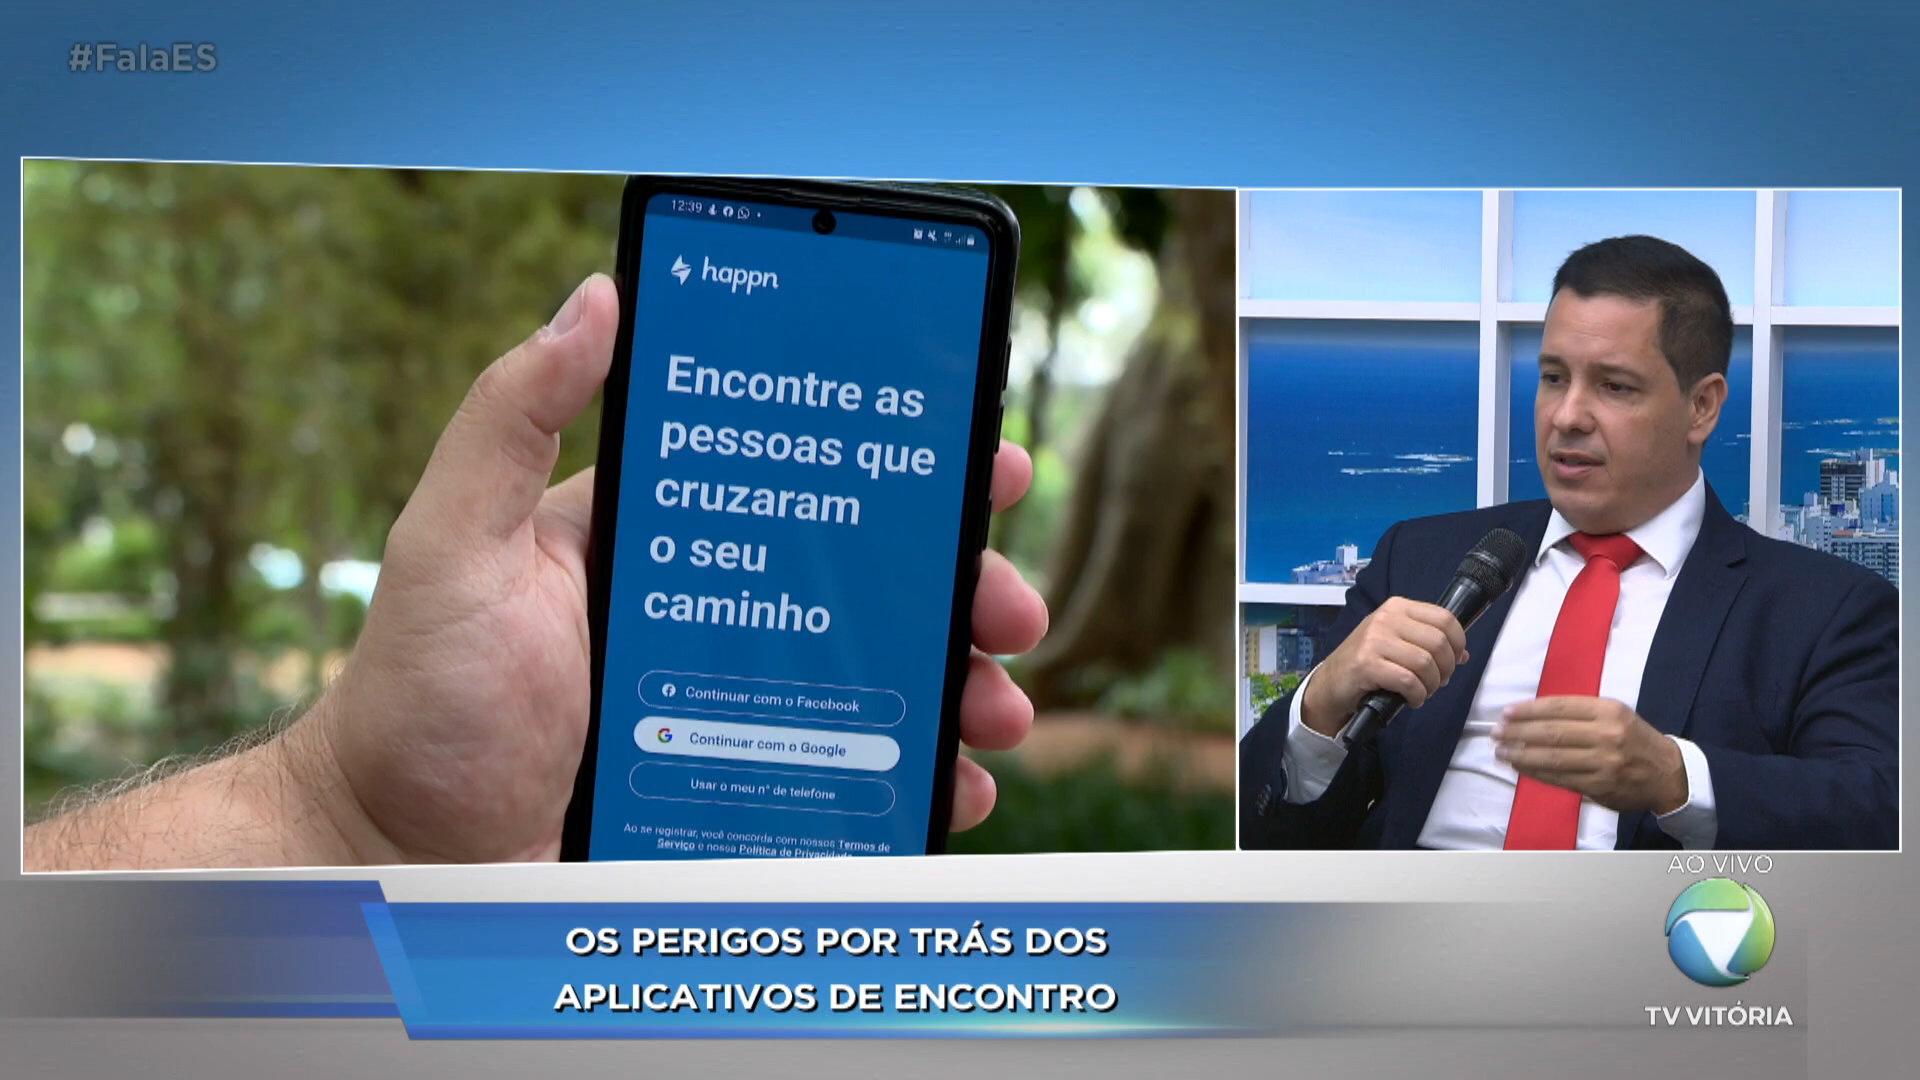 #FalaES
12:39
happn
Encontre as
pessoas que
cruzaram
o seu
caminho
Continuar com o Facebook
Continuar com o Google
Usar o meu n° de telefone
Ao se registrar, você concorda com nossos Termos de
Serviço e nossa Política de Privacidade
AO VIVO
OS PERIGOS POR TRÁS DOS
APLICATIVOS DE ENCONTRO
TV VITÓRIA